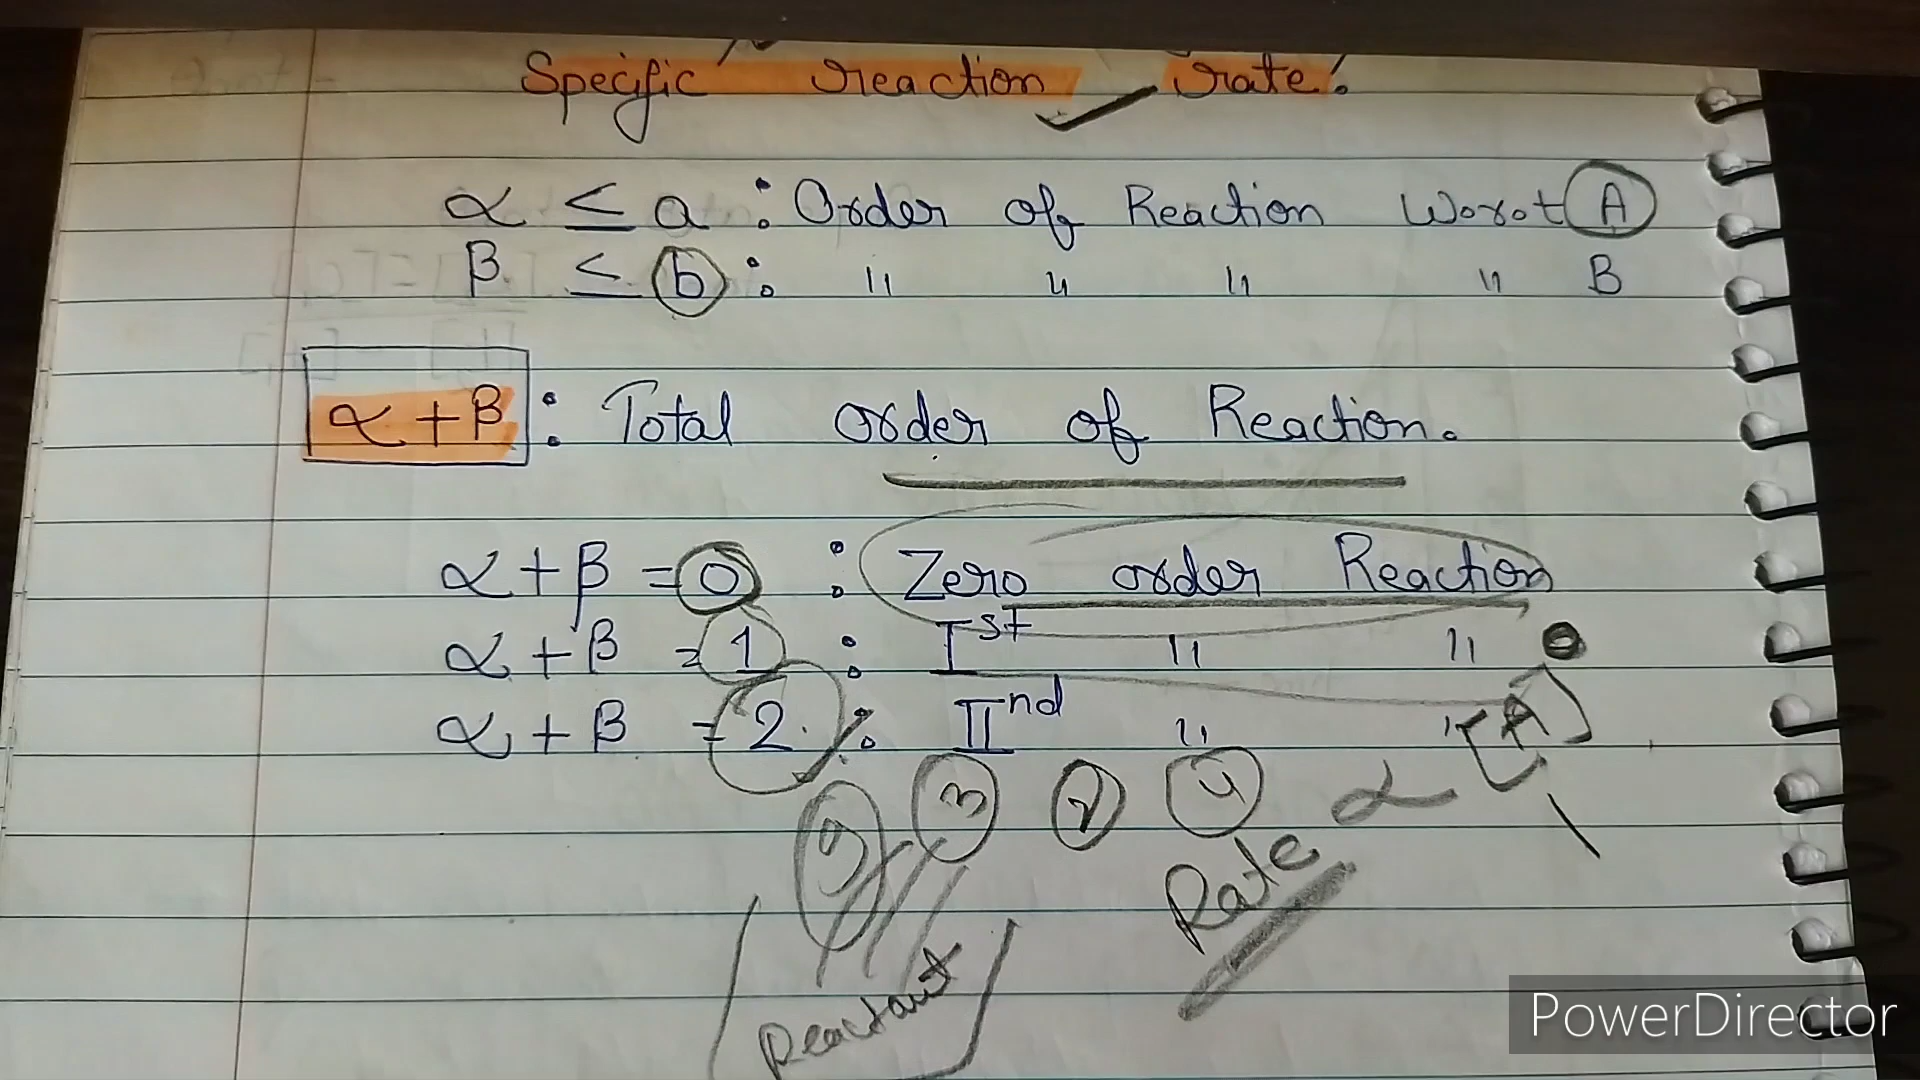 Specific reaction rate.
α ≤ a : Order of Reaction w.r.t A
β ≤ b : " " " " B
α + β : Total order of Reaction.
α + β = 0 : Zero order Reaction
α + β = 1 : Ist " "
α + β = 2 : IInd " "
3 2 4 α [A]
Rate
Reactant
PowerDirector